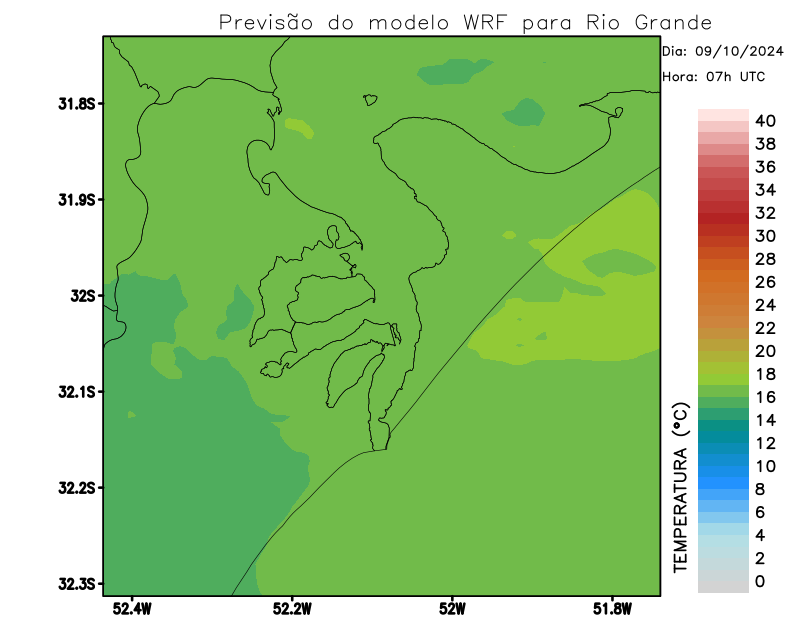 Previsão do modelo WRF para Rio Grande
Dia: 09/10/2024
Hora: 07h UTC
31.8S
31.9S
32S
32.1S
32.2S
32.3S
52.4W
52.2W
52W
51.8W
TEMPERATURA (°C)
40
38
36
34
32
30
28
26
24
22
20
18
16
14
12
10
8
6
4
2
0